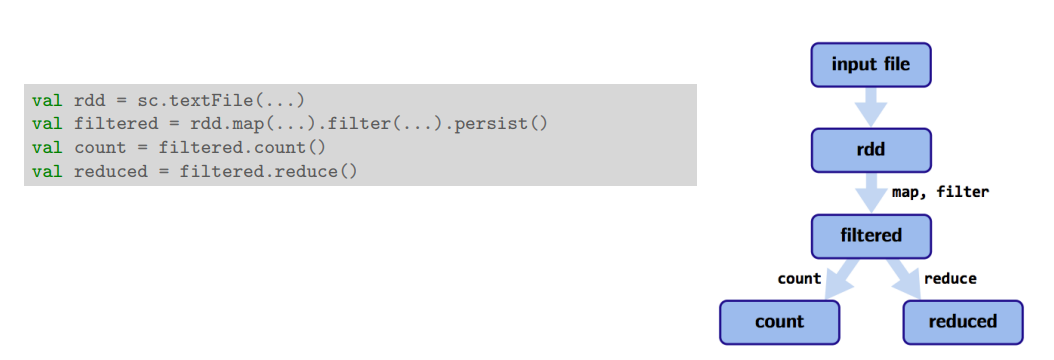 val rdd = sc.textFile(...)
val filtered = rdd.map(...).filter(...).persist()
val count = filtered.count()
val reduced = filtered.reduce()
input file
rdd
map, filter
filtered
count reduce
count reduced